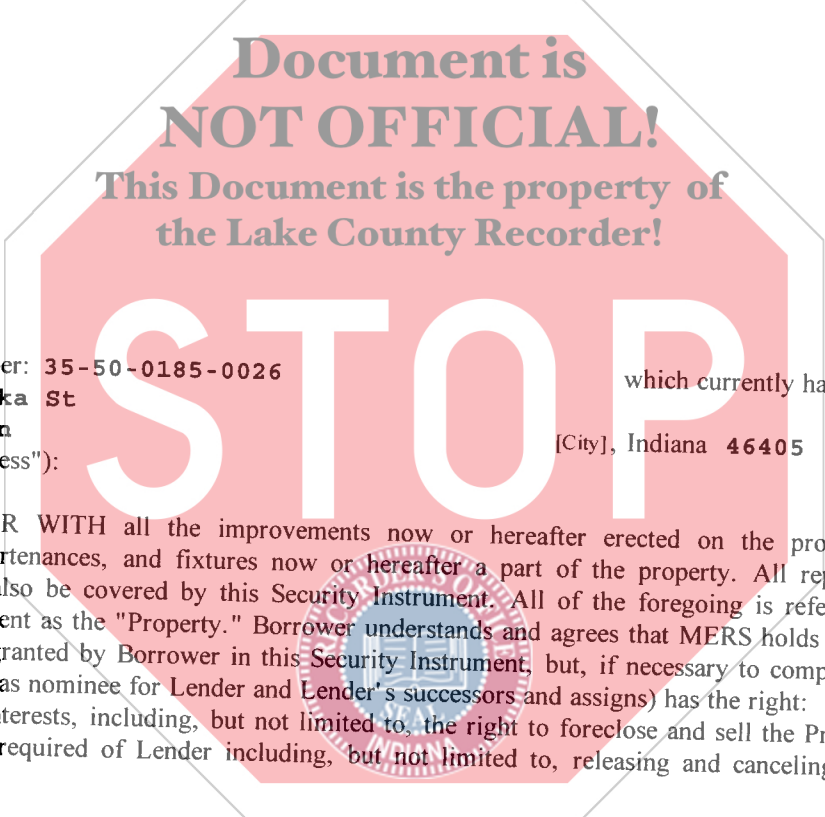 Document is
NOT OFFICIAL!
This Document is the property of
the Lake County Recorder!
STOP
er: 35-50-0185-0026
which currently ha
ka St
n
[City], Indiana 46405
ess"):
R WITH all the improvements now or hereafter erected on the pro
rtenances, and fixtures now or hereafter a part of the property. All rep
lso be covered by this Security Instrument. All of the foregoing is refe
ent as the "Property." Borrower understands and agrees that MERS holds
granted by Borrower in this Security Instrument, but, if necessary to comp
as nominee for Lender and Lender's successors and assigns) has the right:
terests, including, but not limited to, the right to foreclose and sell the Pr
required of Lender including, but not limited to, releasing and canceling
RECORDER'S OFFICE
SEAL
INDIANA